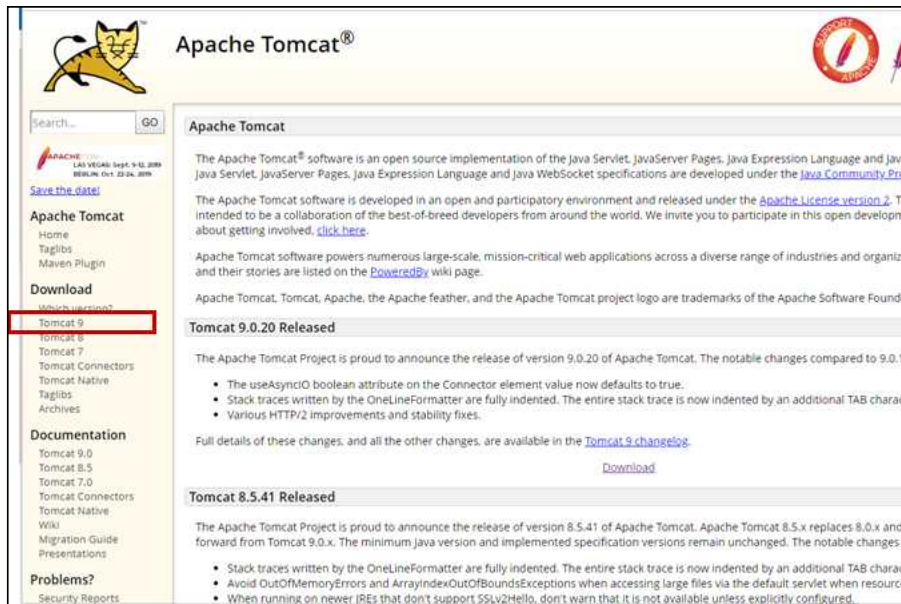 Apache Tomcat®
SUPPORT
APACHE
Search...
GO
APACHE
LAS VEGAS: Sept. 9-12, 2019
BERLIN: Oct. 22-24, 2019
Save the date!
Apache Tomcat
Home
Taglibs
Maven Plugin
Download
Which version?
Tomcat 9
Tomcat 8
Tomcat 7
Tomcat Connectors
Tomcat Native
Taglibs
Archives
Documentation
Tomcat 9.0
Tomcat 8.5
Tomcat 7.0
Tomcat Connectors
Tomcat Native
Wiki
Migration Guide
Presentations
Problems?
Security Reports
Apache Tomcat
The Apache Tomcat® software is an open source implementation of the Java Servlet, JavaServer Pages, Java Expression Language and Jav
Java Servlet, JavaServer Pages, Java Expression Language and Java WebSocket specifications are developed under the Java Community Pr
The Apache Tomcat software is developed in an open and participatory environment and released under the Apache License version 2. T
intended to be a collaboration of the best-of-breed developers from around the world. We invite you to participate in this open developm
about getting involved, click here.
Apache Tomcat software powers numerous large-scale, mission-critical web applications across a diverse range of industries and organiz
and their stories are listed on the PoweredBy wiki page.
Apache Tomcat, Tomcat, Apache, the Apache feather, and the Apache Tomcat project logo are trademarks of the Apache Software Found
Tomcat 9.0.20 Released
The Apache Tomcat Project is proud to announce the release of version 9.0.20 of Apache Tomcat. The notable changes compared to 9.0.1
• The useAsyncIO boolean attribute on the Connector element value now defaults to true.
• Stack traces written by the OneLineFormatter are fully indented. The entire stack trace is now indented by an additional TAB charac
• Various HTTP/2 improvements and stability fixes.
Full details of these changes, and all the other changes, are available in the Tomcat 9 changelog.
Download
Tomcat 8.5.41 Released
The Apache Tomcat Project is proud to announce the release of version 8.5.41 of Apache Tomcat. Apache Tomcat 8.5.x replaces 8.0.x and
forward from Tomcat 9.0.x. The minimum Java version and implemented specification versions remain unchanged. The notable changes
• Stack traces written by the OneLineFormatter are fully indented. The entire stack trace is now indented by an additional TAB charac
• Avoid OutOfMemoryErrors and ArrayIndexOutOfBoundsExceptions when accessing large files via the default servlet when resourc
• When running on newer JREs that don't support SSLv2Hello, don't warn that it is not available unless explicitly configured.